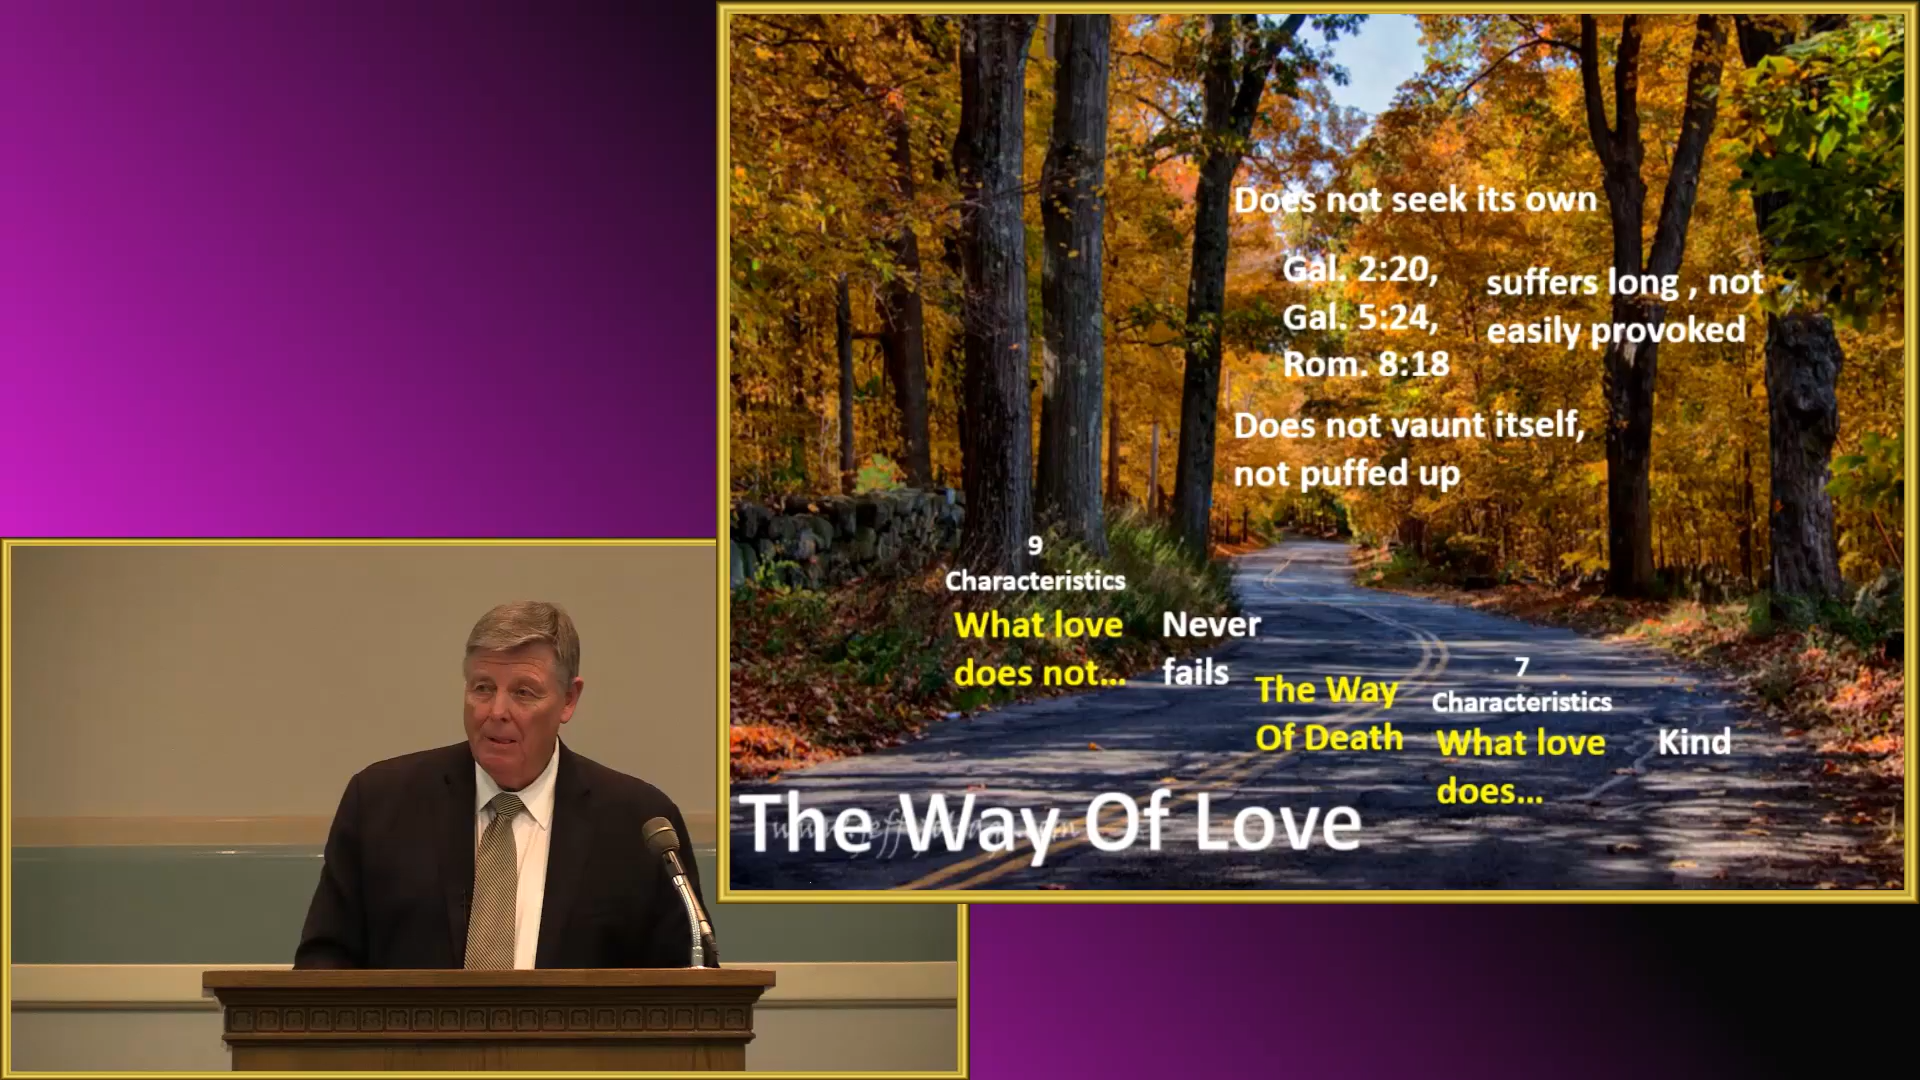 Does not seek its own
Gal. 2:20,
Gal. 5:24,
Rom. 8:18
suffers long , not
easily provoked
Does not vaunt itself,
not puffed up
9
Characteristics
What love
does not...
Never
fails
The Way
Of Death
7
Characteristics
What love
does...
Kind
The Way Of Love